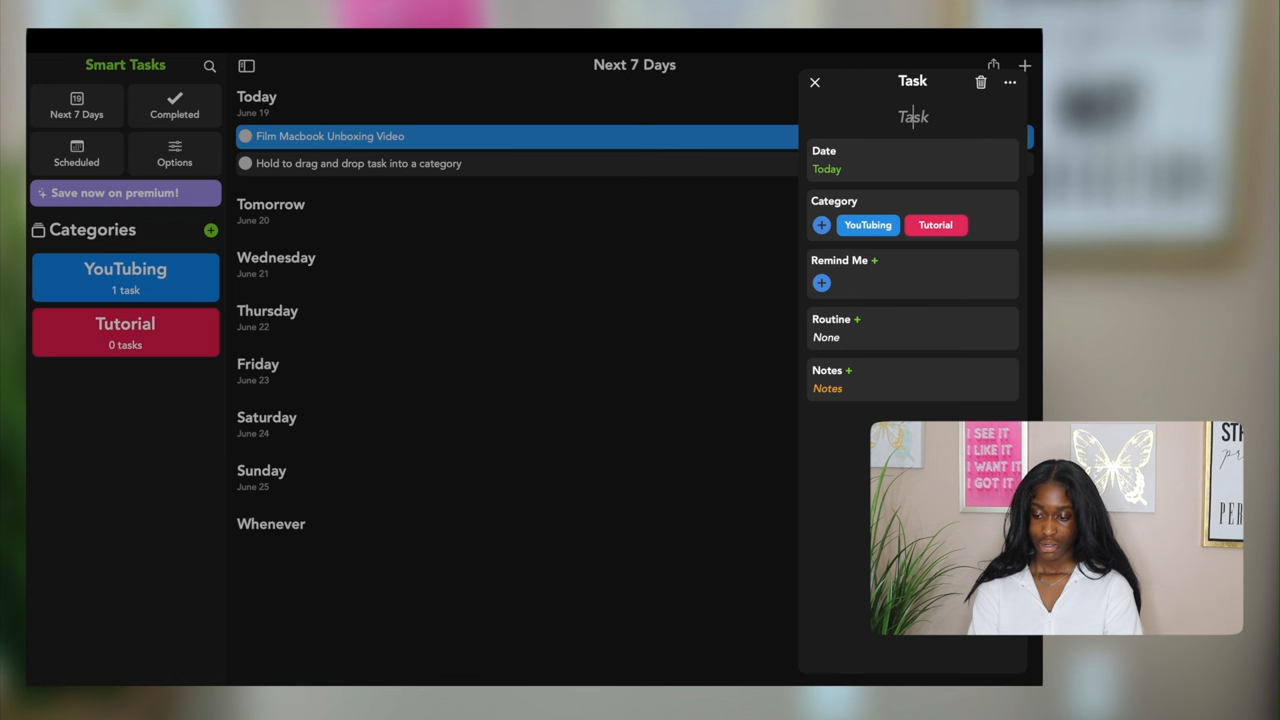 Smart Tasks
19
Next 7 Days
Completed
Scheduled
Options
Save now on premium!
Categories
YouTubing
1 task
Tutorial
0 tasks
Next 7 Days
Today
June 19
Film Macbook Unboxing Video
Hold to drag and drop task into a category
Tomorrow
June 20
Wednesday
June 21
Thursday
June 22
Friday
June 23
Saturday
June 24
Sunday
June 25
Whenever
Task
Task
Date
Today
Category
YouTubing
Tutorial
Remind Me +
Routine +
None
Notes +
Notes
I SEE IT
I LIKE IT
I WANT IT
I GOT IT